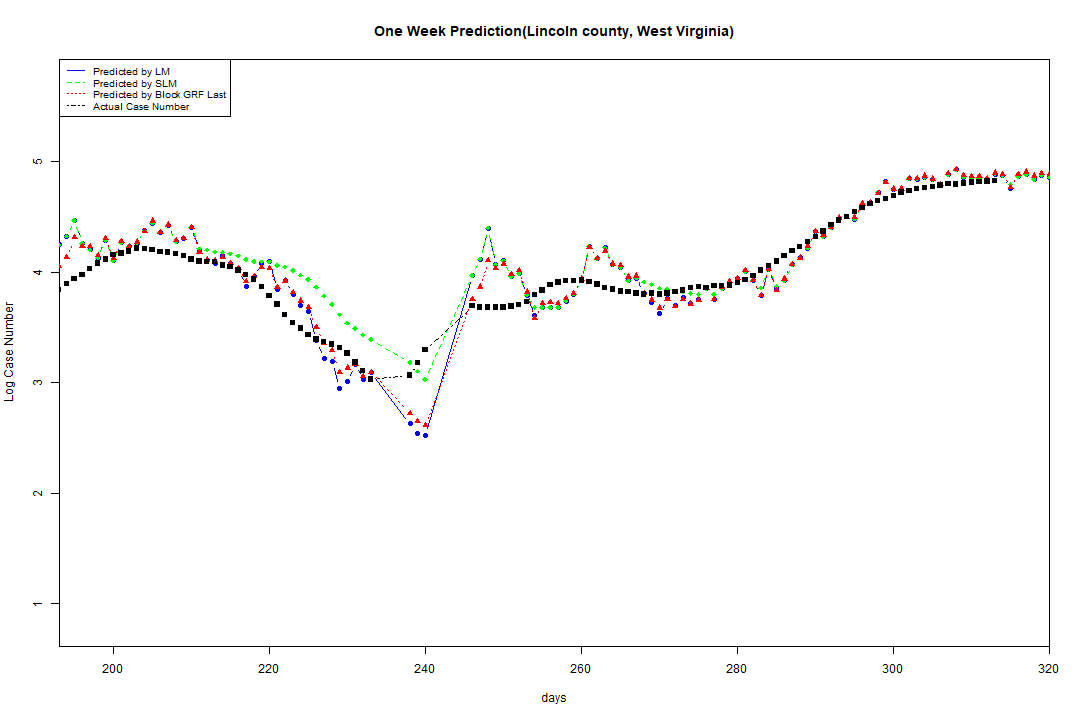 One Week Prediction(Lincoln county, West Virginia)
Predicted by LM
Predicted by SLM
Predicted by Block GRF Last
Actual Case Number
5
4
3
2
1
Log Case Number
200 220 240 260 280 300 320
days